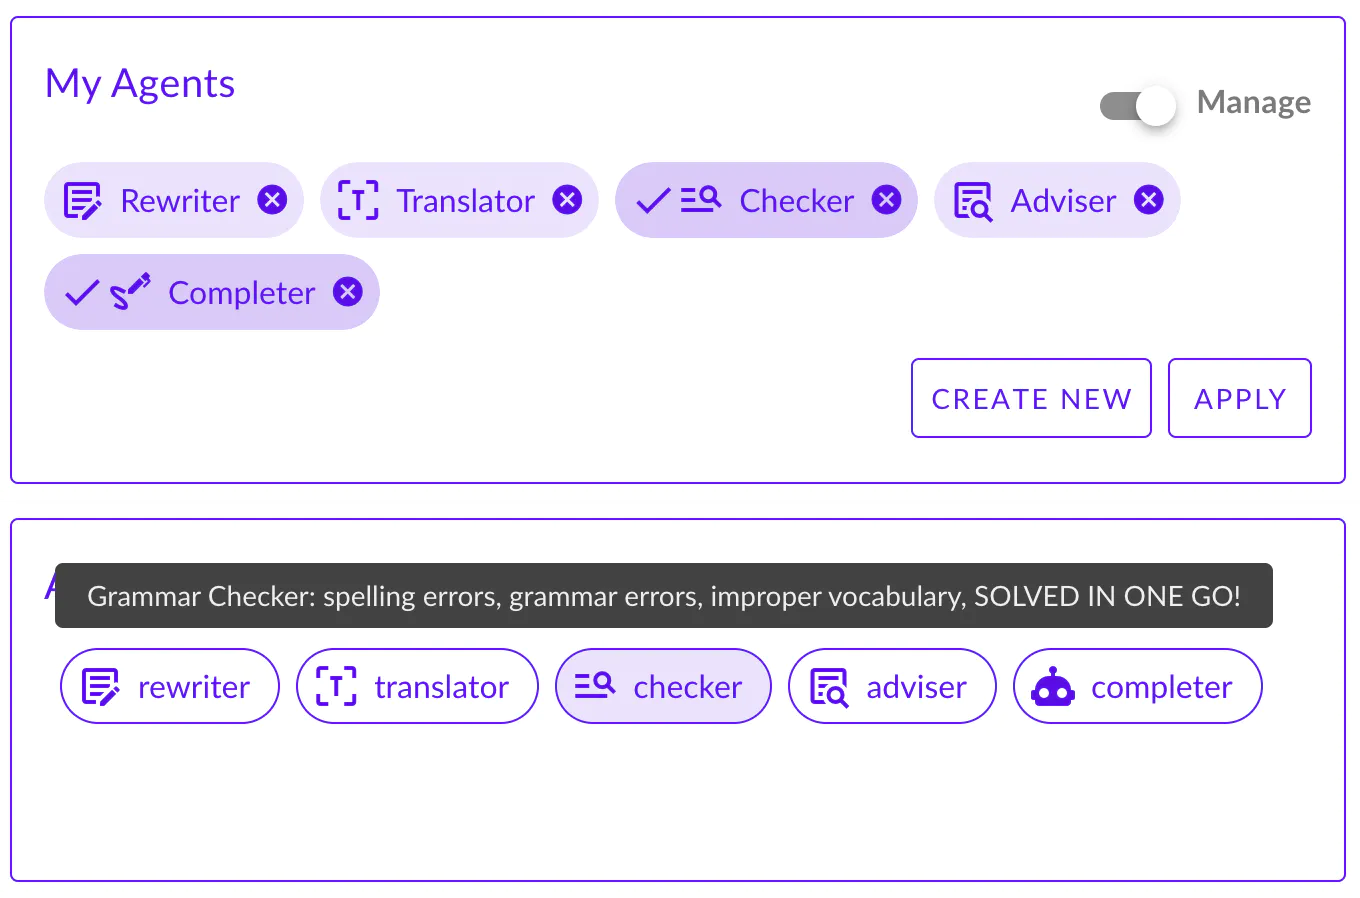 My Agents
Manage
Rewriter Translator Checker Adviser
Completer
CREATE NEW APPLY
Grammar Checker: spelling errors, grammar errors, improper vocabulary, SOLVED IN ONE GO!
rewriter translator checker adviser completer